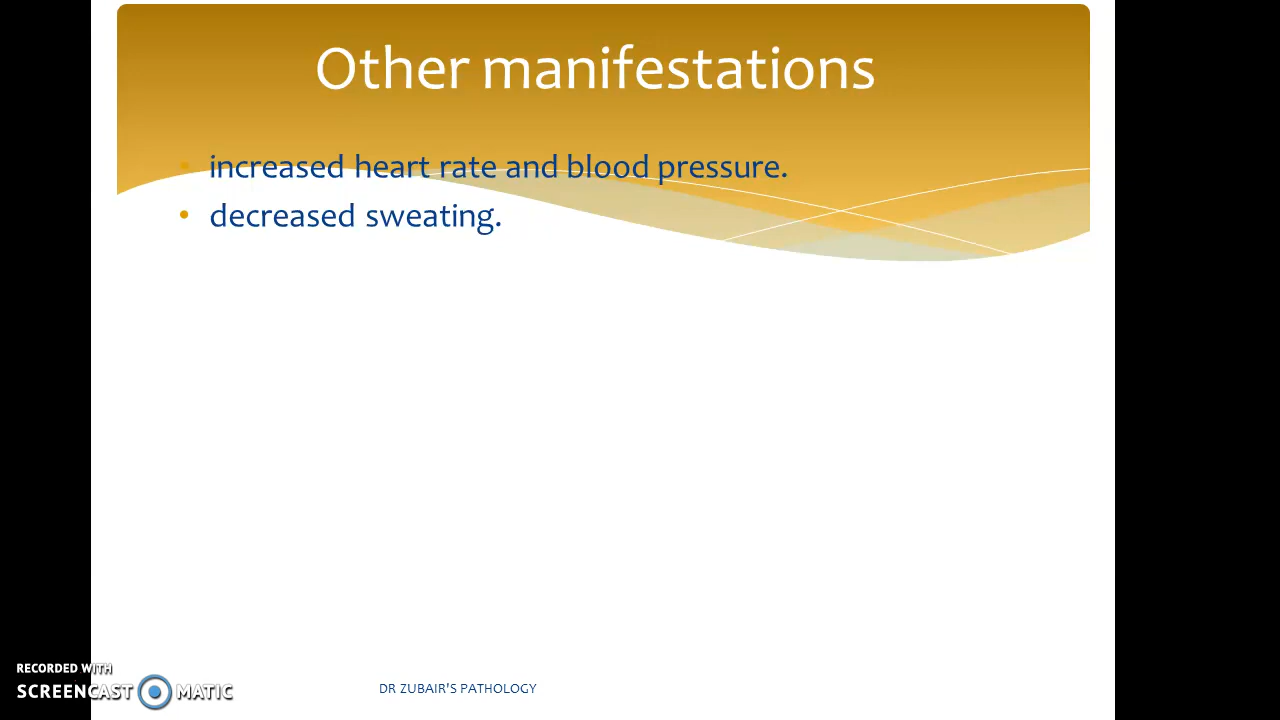 Other manifestations
• increased heart rate and blood pressure.
• decreased sweating.
RECORDED WITH
SCREENCAST MATIC
DR ZUBAIR'S PATHOLOGY